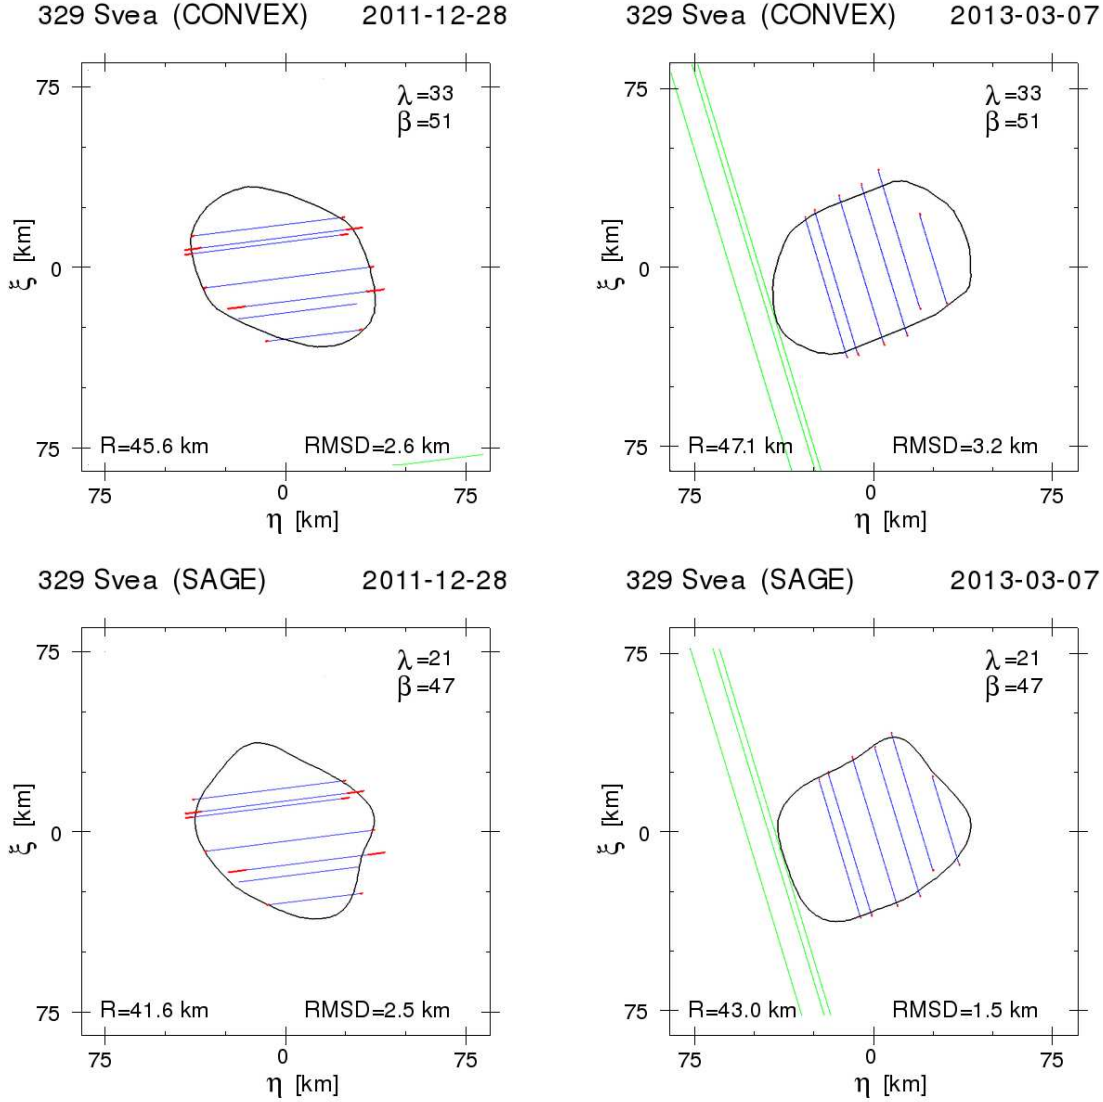 329 Svea (CONVEX) 2011-12-28
75
λ=33
β=51
0
ξ [km]
75
R=45.6 km RMSD=2.6 km
75 0 75
η [km]
329 Svea (CONVEX) 2013-03-07
75
λ=33
β=51
0
ξ [km]
75
R=47.1 km RMSD=3.2 km
75 0 75
η [km]
329 Svea (SAGE) 2011-12-28
75
λ=21
β=47
0
ξ [km]
75
R=41.6 km RMSD=2.5 km
75 0 75
η [km]
329 Svea (SAGE) 2013-03-07
75
λ=21
β=47
0
ξ [km]
75
R=43.0 km RMSD=1.5 km
75 0 75
η [km]